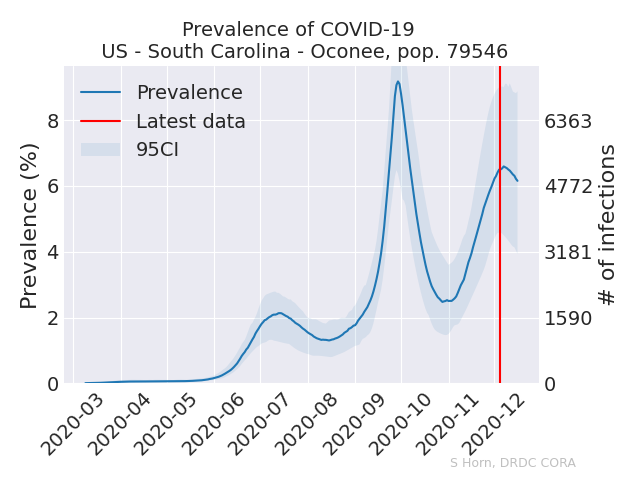 Prevalence of COVID-19
US - South Carolina - Oconee, pop. 79546
Prevalence
Latest data
95CI
Prevalence (%)
8
6
4
2
0
6363
4772
3181
1590
0
# of infections
2020-03
2020-04
2020-05
2020-06
2020-07
2020-08
2020-09
2020-10
2020-11
2020-12
S Horn, DRDC CORA